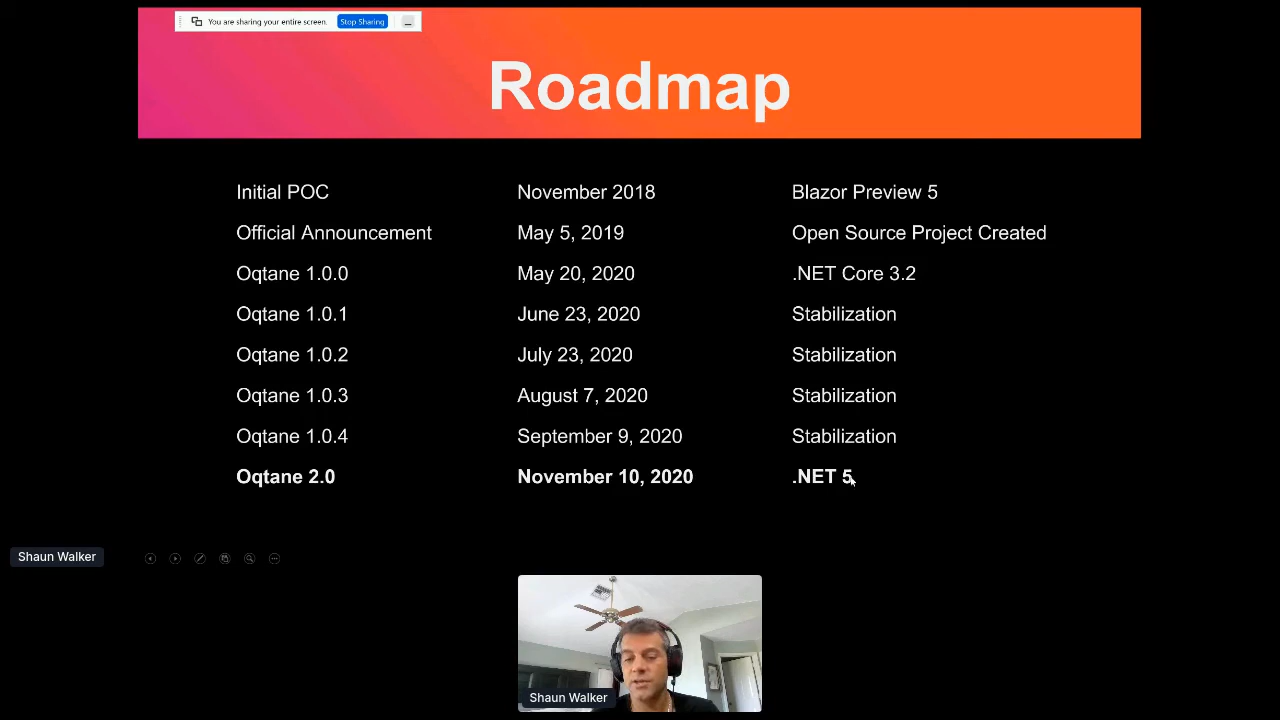 You are sharing your entire screen. Stop Sharing
Roadmap
Initial POC November 2018 Blazor Preview 5
Official Announcement May 5, 2019 Open Source Project Created
Oqtane 1.0.0 May 20, 2020 .NET Core 3.2
Oqtane 1.0.1 June 23, 2020 Stabilization
Oqtane 1.0.2 July 23, 2020 Stabilization
Oqtane 1.0.3 August 7, 2020 Stabilization
Oqtane 1.0.4 September 9, 2020 Stabilization
Oqtane 2.0 November 10, 2020 .NET 5
Shaun Walker
Shaun Walker